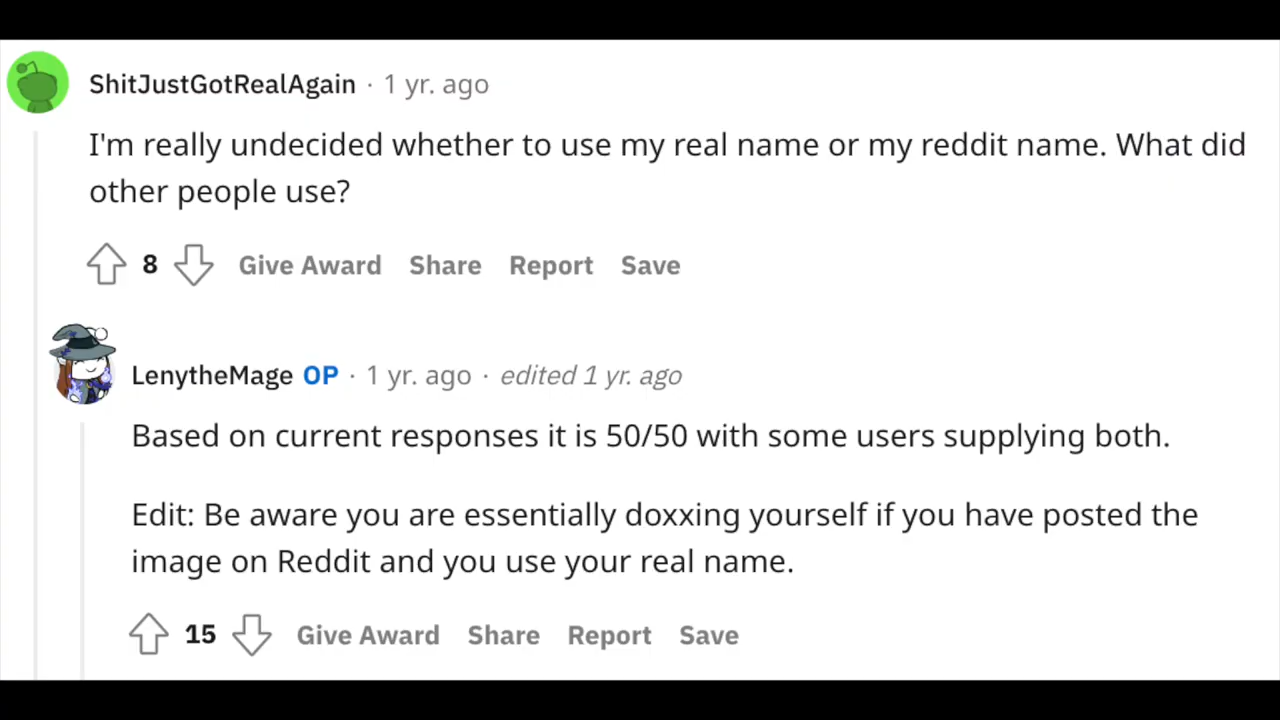 ShitJustGotRealAgain · 1 yr. ago
I'm really undecided whether to use my real name or my reddit name. What did
other people use?
8 Give Award Share Report Save
LenytheMage OP · 1 yr. ago · edited 1 yr. ago
Based on current responses it is 50/50 with some users supplying both.
Edit: Be aware you are essentially doxxing yourself if you have posted the
image on Reddit and you use your real name.
15 Give Award Share Report Save